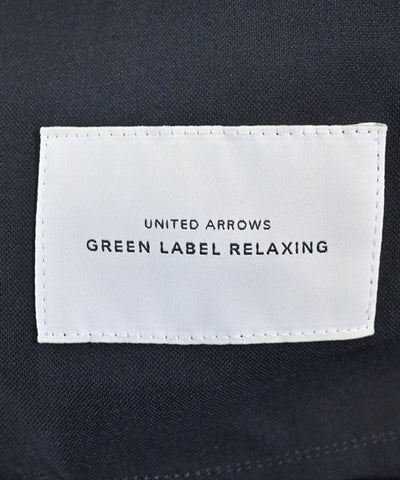 UNITED ARROWS
GREEN LABEL RELAXING